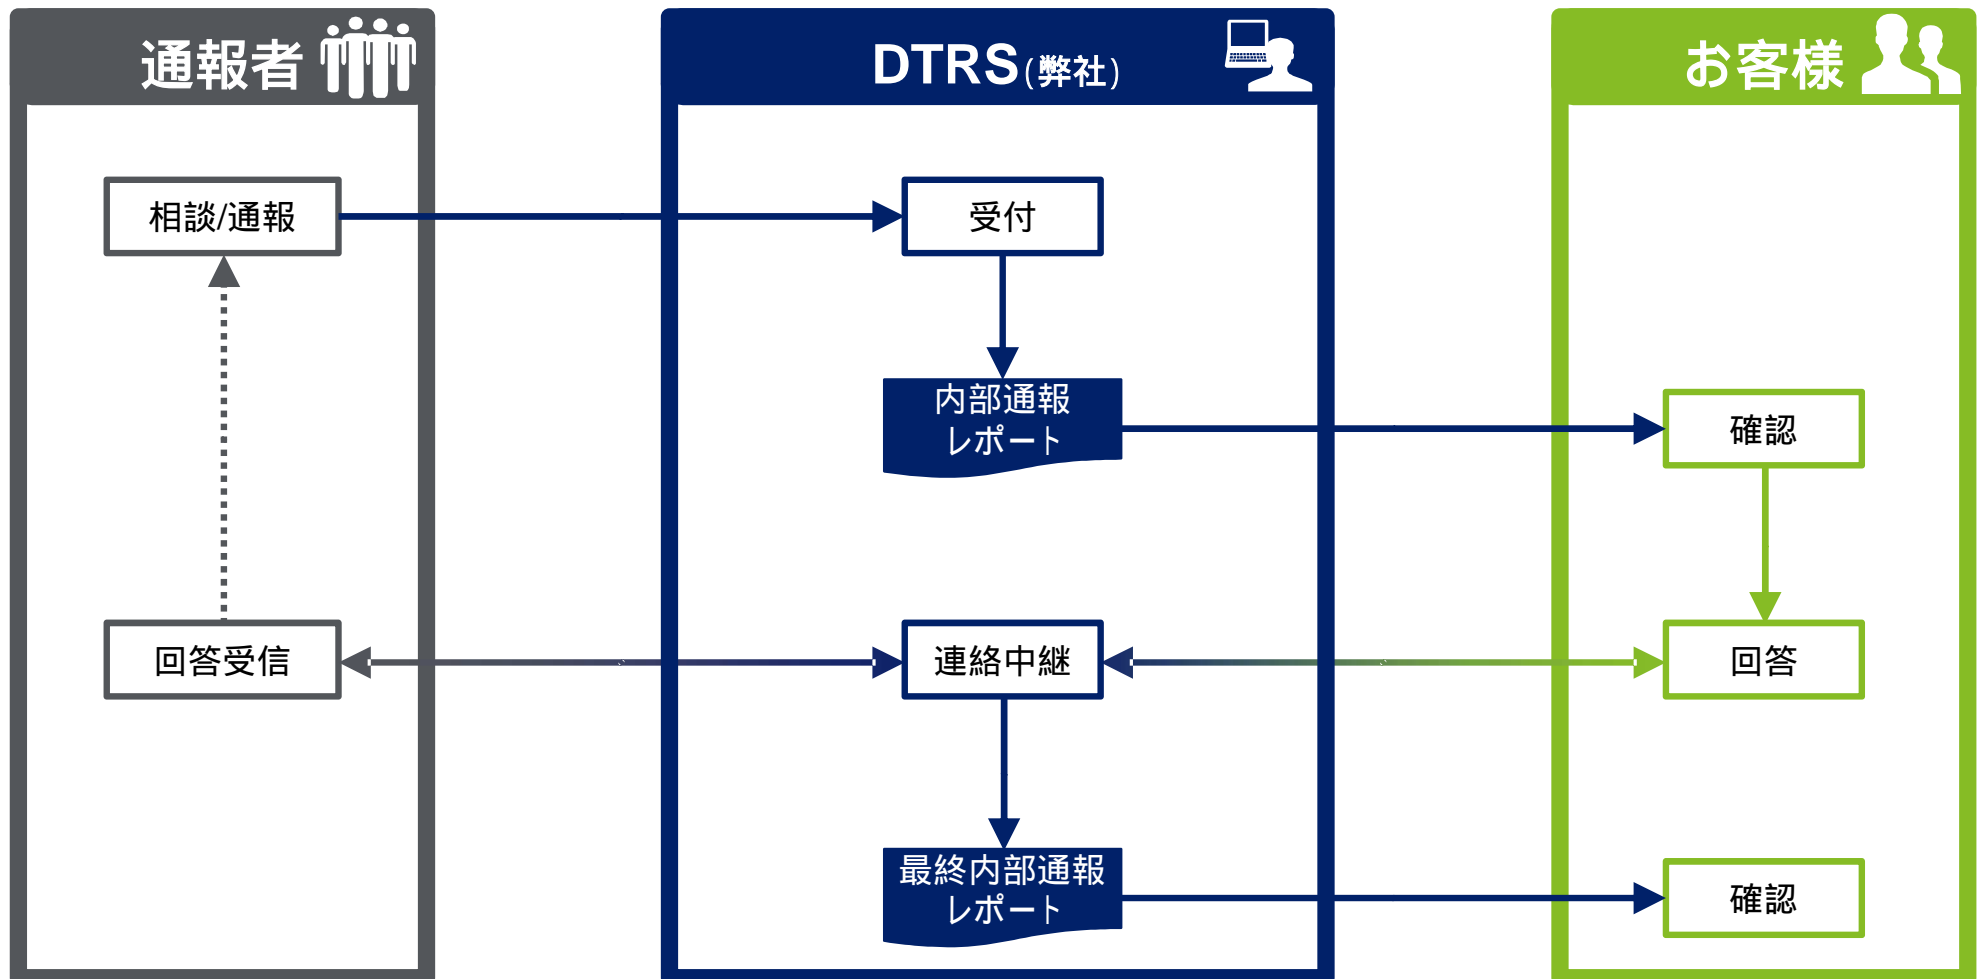 通報者
DTRS(弊社)
お客様
相談/通報
受付
内部通報
レポート
確認
回答受信
連絡中継
回答
最終内部通報
レポート
確認